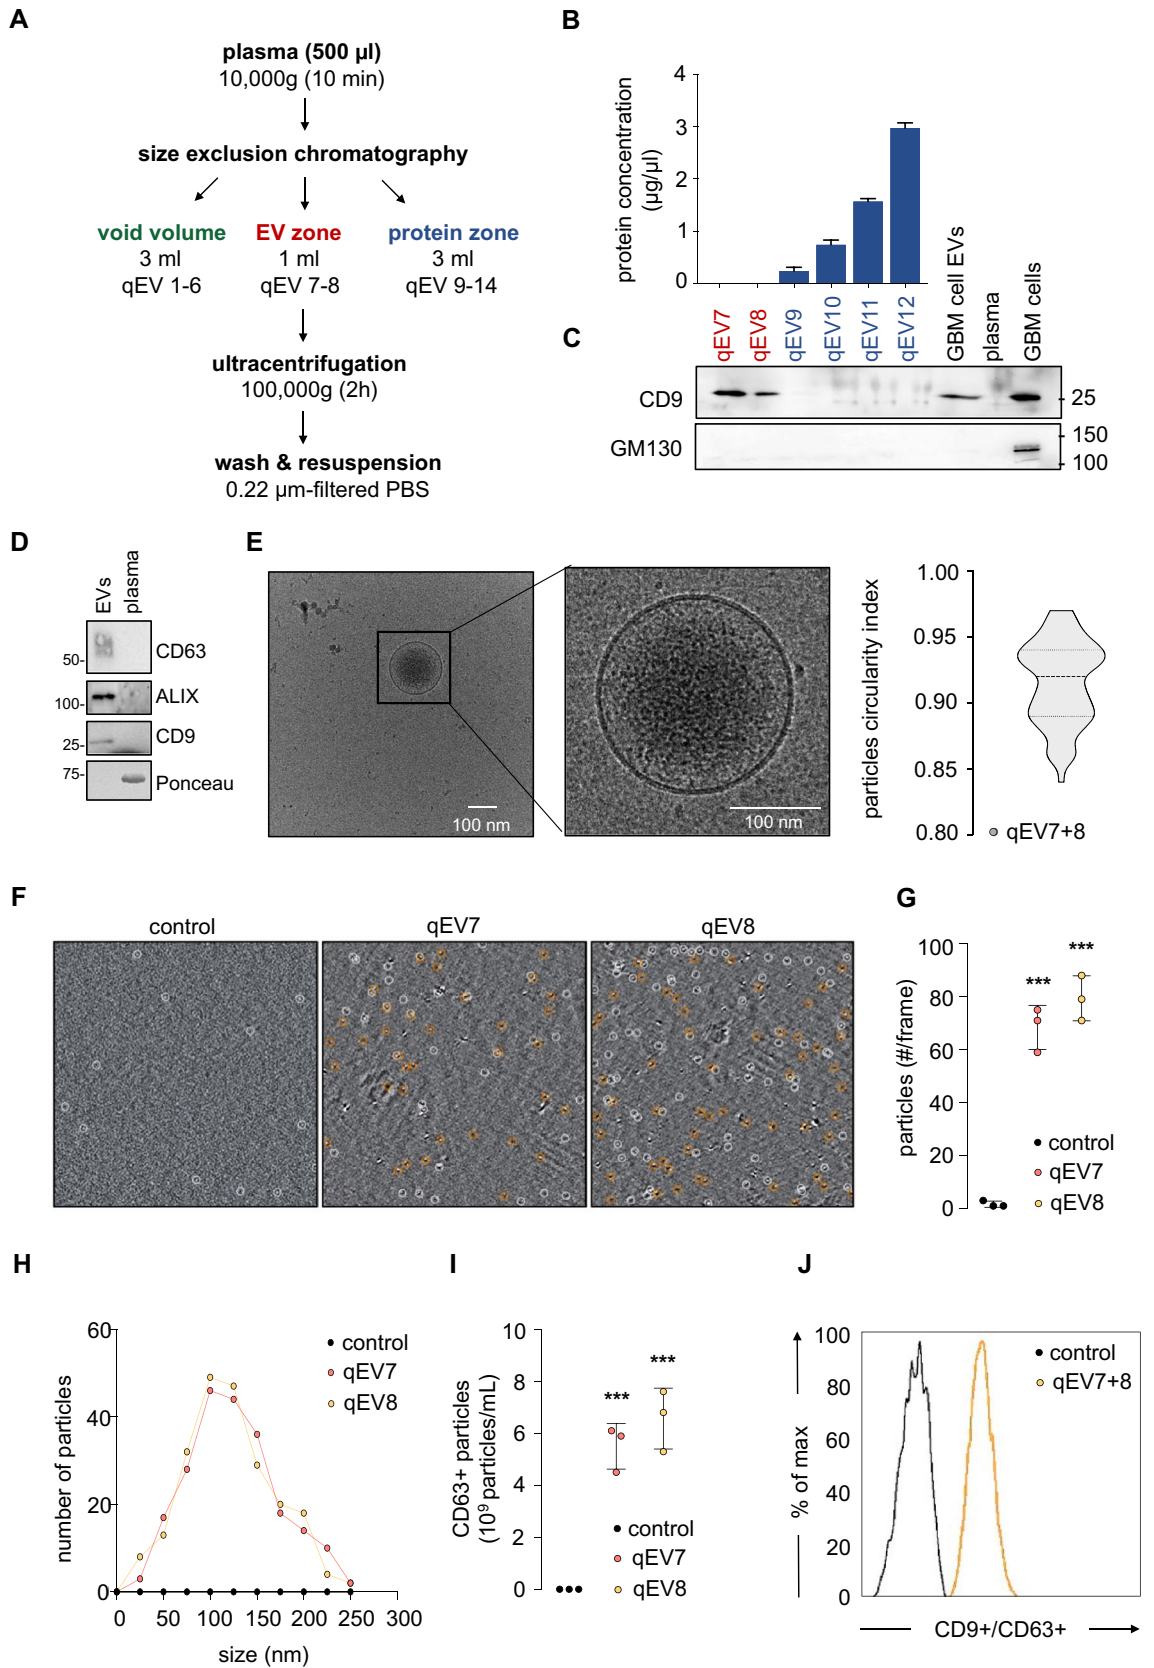 A
plasma (500 µl)
10,000g (10 min)
size exclusion chromatography
void volume
3 ml
qEV 1-6
EV zone
1 ml
qEV 7-8
protein zone
3 ml
qEV 9-14
ultracentrifugation
100,000g (2h)
wash & resuspension
0.22 µm-filtered PBS
B
protein concentration
(µg/µl)
4
3
2
1
0
qEV7
qEV8
qEV9
qEV10
qEV11
qEV12
GBM cell EVs
plasma
GBM cells
C
CD9
25
GM130
150
100
D
EVs
plasma
50-
CD63
100-
ALIX
25-
CD9
75-
Ponceau
E
100 nm
100 nm
particles circularity index
1.00
0.95
0.90
0.85
0.80
qEV7+8
F
control
qEV7
qEV8
G
particles (#/frame)
100
80
60
40
20
0
***
***
control
qEV7
qEV8
H
number of particles
60
40
20
0
0
50
100
150
200
250
300
size (nm)
control
qEV7
qEV8
I
CD63+ particles
(10⁹ particles/mL)
10
8
6
4
2
0
***
***
control
qEV7
qEV8
J
% of max
100
80
60
40
20
0
control
qEV7+8
CD9+/CD63+